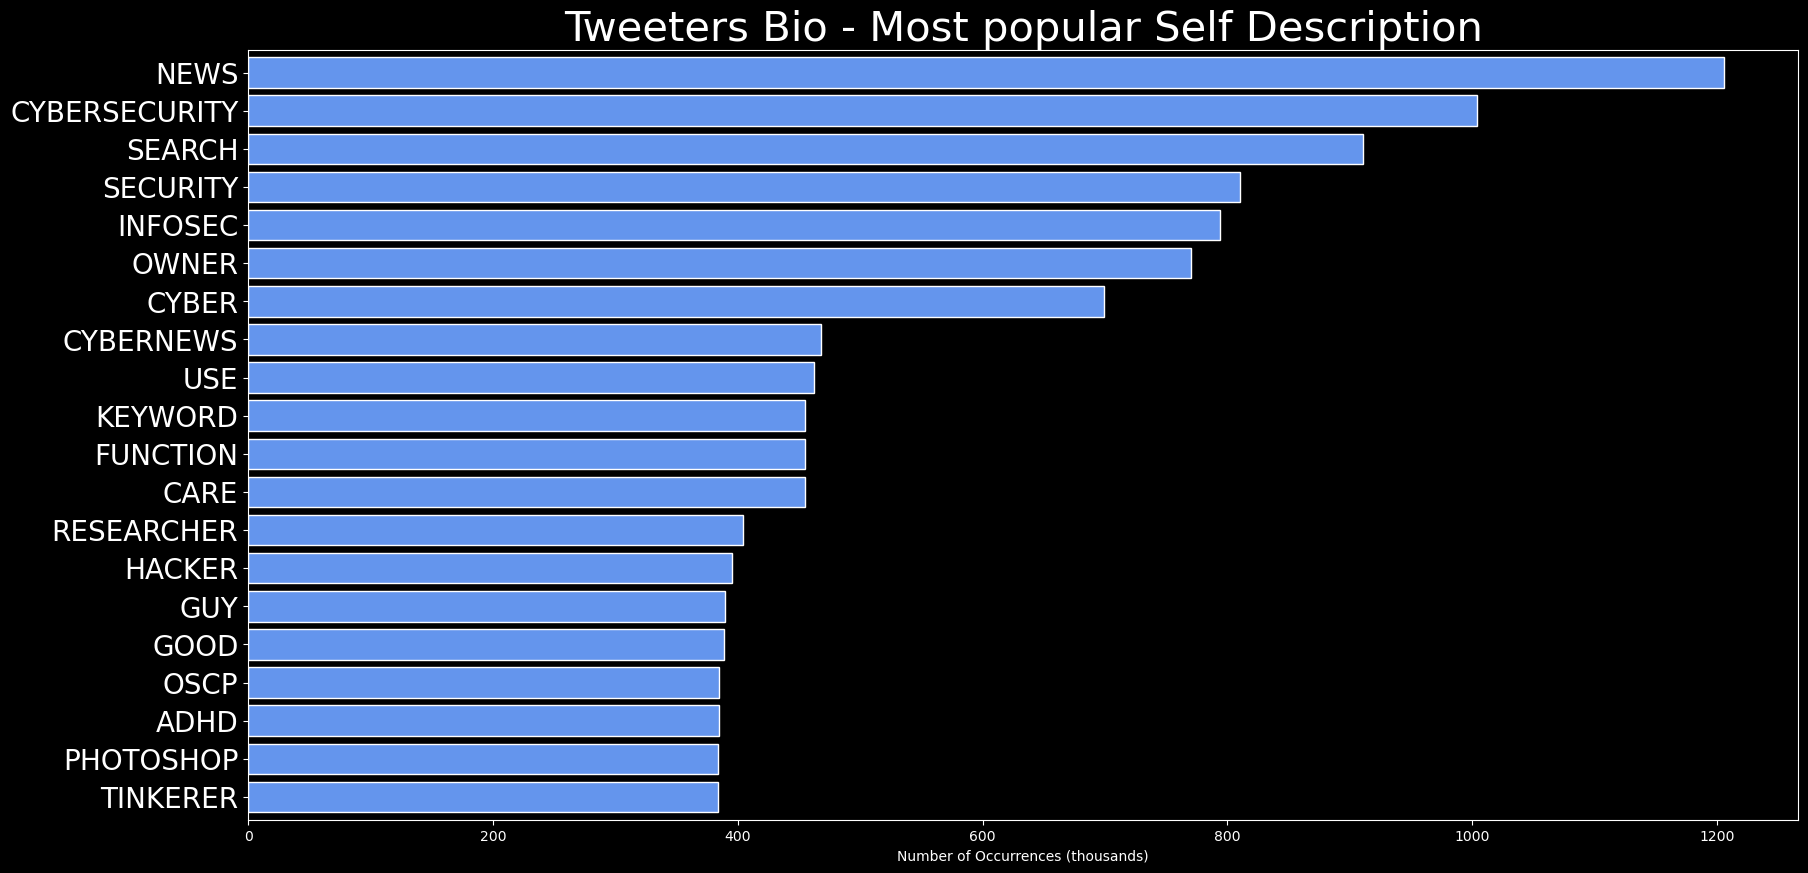 Tweeters Bio - Most popular Self Description
NEWS
CYBERSECURITY
SEARCH
SECURITY
INFOSEC
OWNER
CYBER
CYBERNEWS
USE
KEYWORD
FUNCTION
CARE
RESEARCHER
HACKER
GUY
GOOD
OSCP
ADHD
PHOTOSHOP
TINKERER
0 200 400 600 800 1000 1200
Number of Occurrences (thousands)